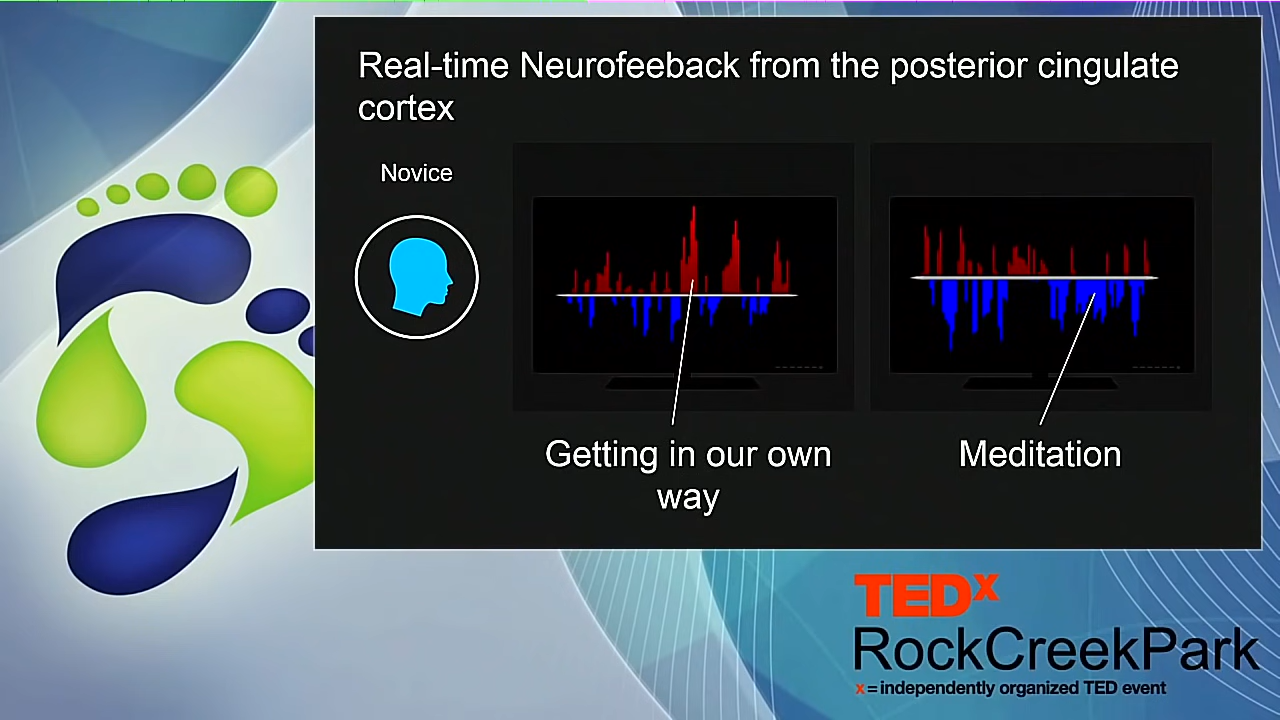 Real-time Neurofeeback from the posterior cingulate
cortex
Novice
Getting in our own
way
Meditation
TEDx
RockCreekPark
x = independently organized TED event